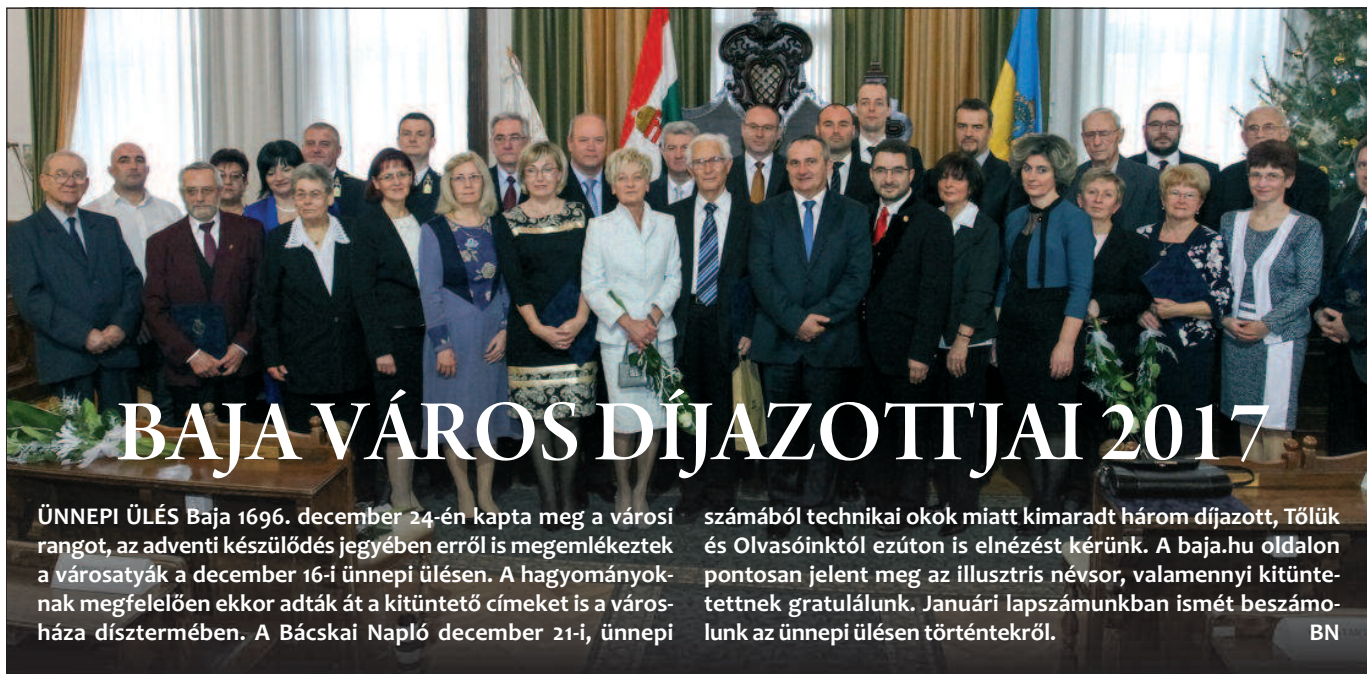 BAJA VÁROS DÍJAZOTTJAI 2017
ÜNNEPI ÜLÉS Baja 1696. december 24-én kapta meg a városi
rangot, az adventi készülődés jegyében erről is megemlékeztek
a városatyák a december 16-i ünnepi ülésen. A hagyományok-
nak megfelelően ekkor adták át a kitüntető címeket is a város-
háza dísztermében. A Bácskai Napló december 21-i, ünnepi
számából technikai okok miatt kimaradt három díjazott, Tőlük
és Olvasóinktól ezúton is elnézést kérünk. A baja.hu oldalon
pontosan jelent meg az illusztris névsor, valamennyi kitünte-
tettnek gratulálunk. Januári lapszámunkban ismét beszámo-
lunk az ünnepi ülésen történtekről. BN